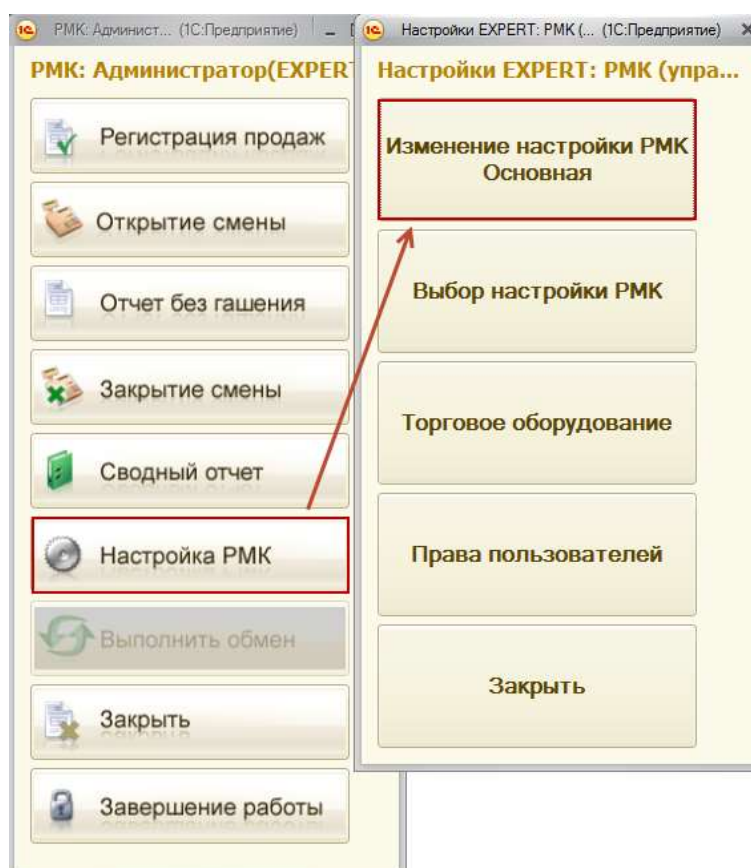 РМК: Админист... (1С:Предприятие)
РМК: Администратор(EXPERT
Регистрация продаж
Открытие смены
Отчет без гашения
Закрытие смены
Сводный отчет
Настройка РМК
Выполнить обмен
Закрыть
Завершение работы
Настройки EXPERT: РМК (... (1С:Предприятие)
Настройки EXPERT: РМК (упра...
Изменение настройки РМК
Основная
Выбор настройки РМК
Торговое оборудование
Права пользователей
Закрыть